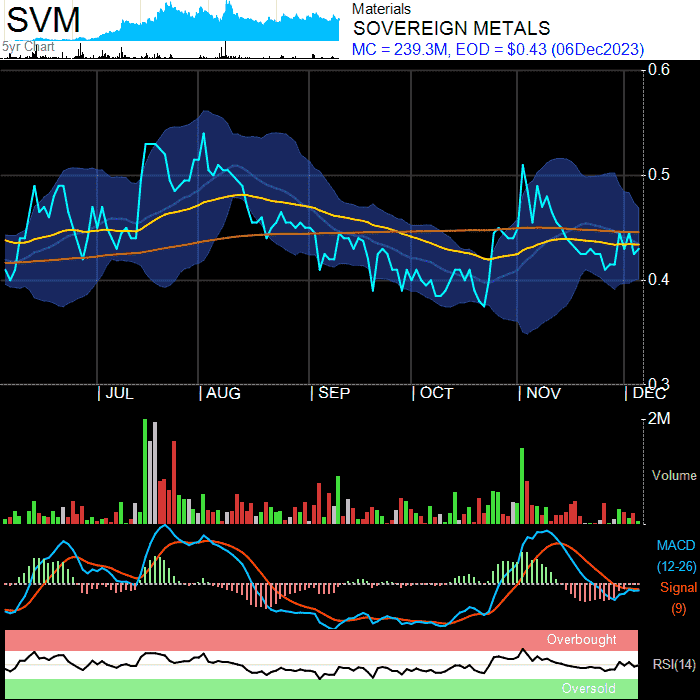 SVM
5yr Chart
Materials
SOVEREIGN METALS
MC = 239.3M, EOD = $0.43 (06Dec2023)
0.6
0.5
0.4
0.3
| JUL
| AUG
| SEP
| OCT
| NOV
| DEC
2M
Volume
MACD
(12-26)
Signal
(9)
Overbought
RSI(14)
Oversold